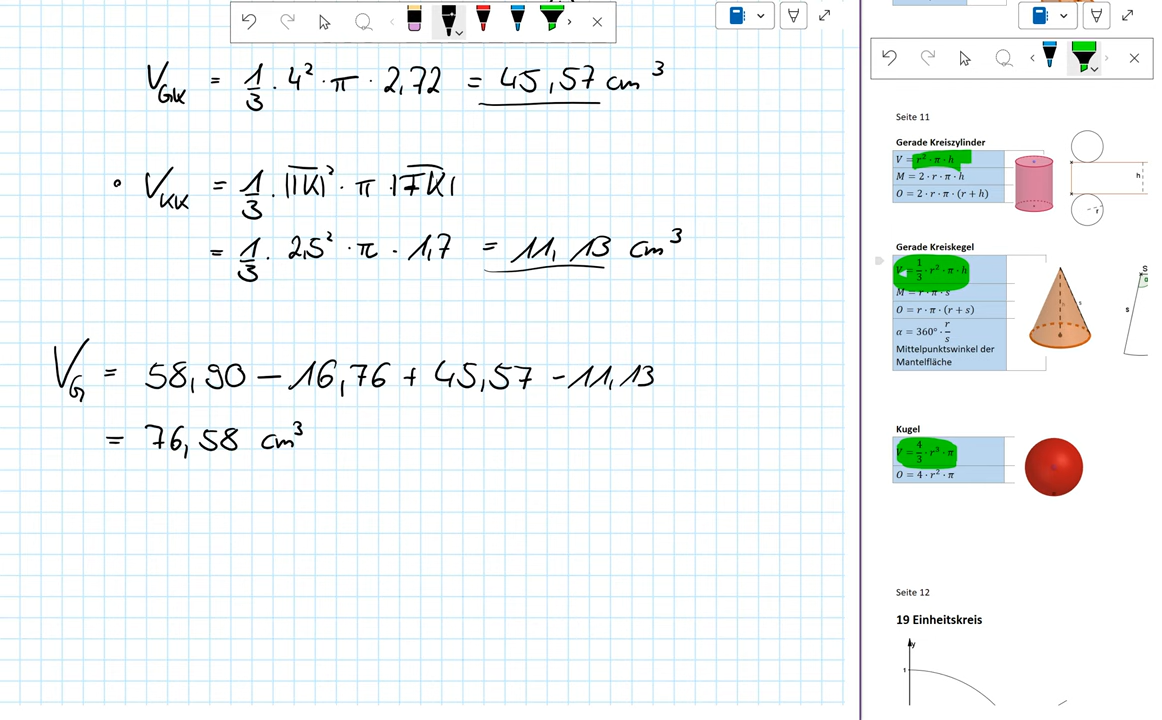 V_GK = 1/3 · 4² · π · 2,72 = 45,57 cm³
• V_KK = 1/3 · |IK|² · π · |FK|
= 1/3 · 2,5² · π · 1,7 = 11,13 cm³
V_G = 58,90 − 16,76 + 45,57 − 11,13
= 76,58 cm³
Seite 11
Gerade Kreiszylinder
V = r² · π · h
M = 2 · r · π · h
O = 2 · r · π · (r + h)
h
r
Gerade Kreiskegel
V = 1/3 · r² · π · h
M = r · π · s
O = r · π · (r + s)
α = 360° · r/s
Mittelpunktswinkel der
Mantelfläche
s
S
α
s
Kugel
V = 4/3 · r³ · π
O = 4 · r² · π
Seite 12
19 Einheitskreis
y
1